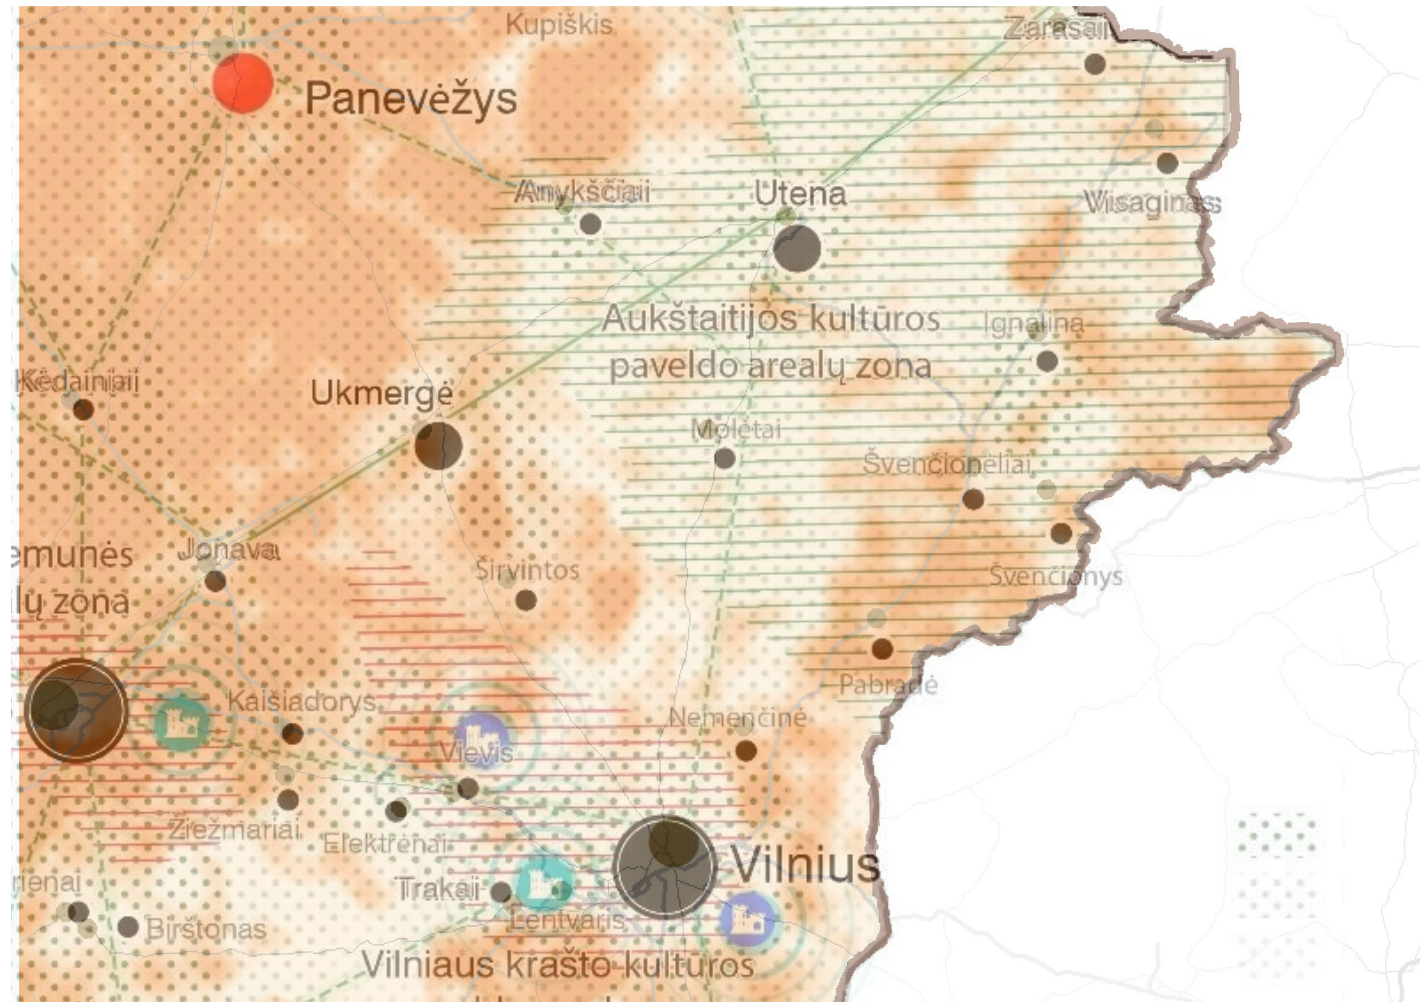 Kupiškis
Zarasai
Panevėžys
Anykščiai
Utena
Visaginas
Aukštaitijos kultūros
paveldo arealų zona
Ignalina
Kėdainiai
Ukmergė
Molėtai
Švenčionėliai
emunės
lų zona
Jonava
Širvintos
Švenčionys
Pabradė
Kaišiadorys
Nemenčinė
Vievis
Žiežmariai
Elektrėnai
Vilnius
rienai
Trakai
Lentvaris
Birštonas
Vilniaus krašto kultūros